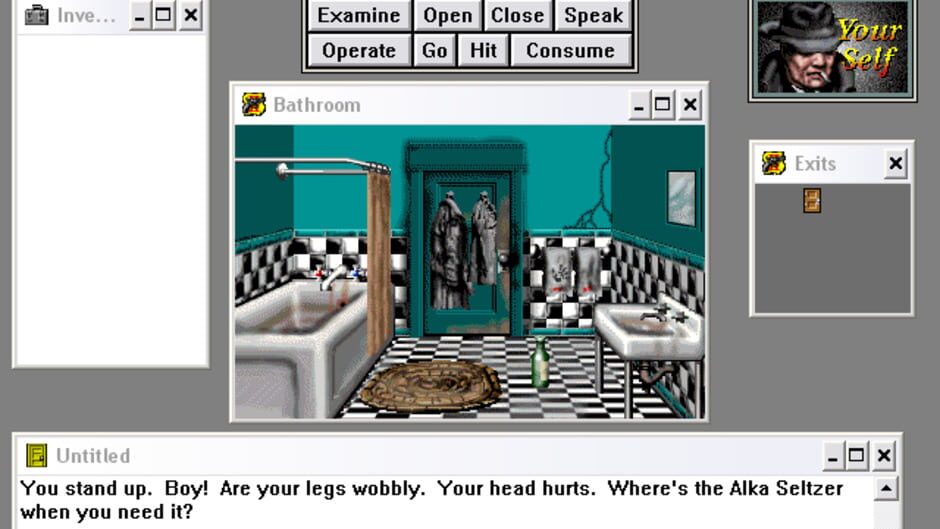 Inve...
Examine Open Close Speak
Operate Go Hit Consume
Your
Self
Bathroom
Exits
Untitled
You stand up.  Boy!  Are your legs wobbly.  Your head hurts.  Where's the Alka Seltzer
when you need it?